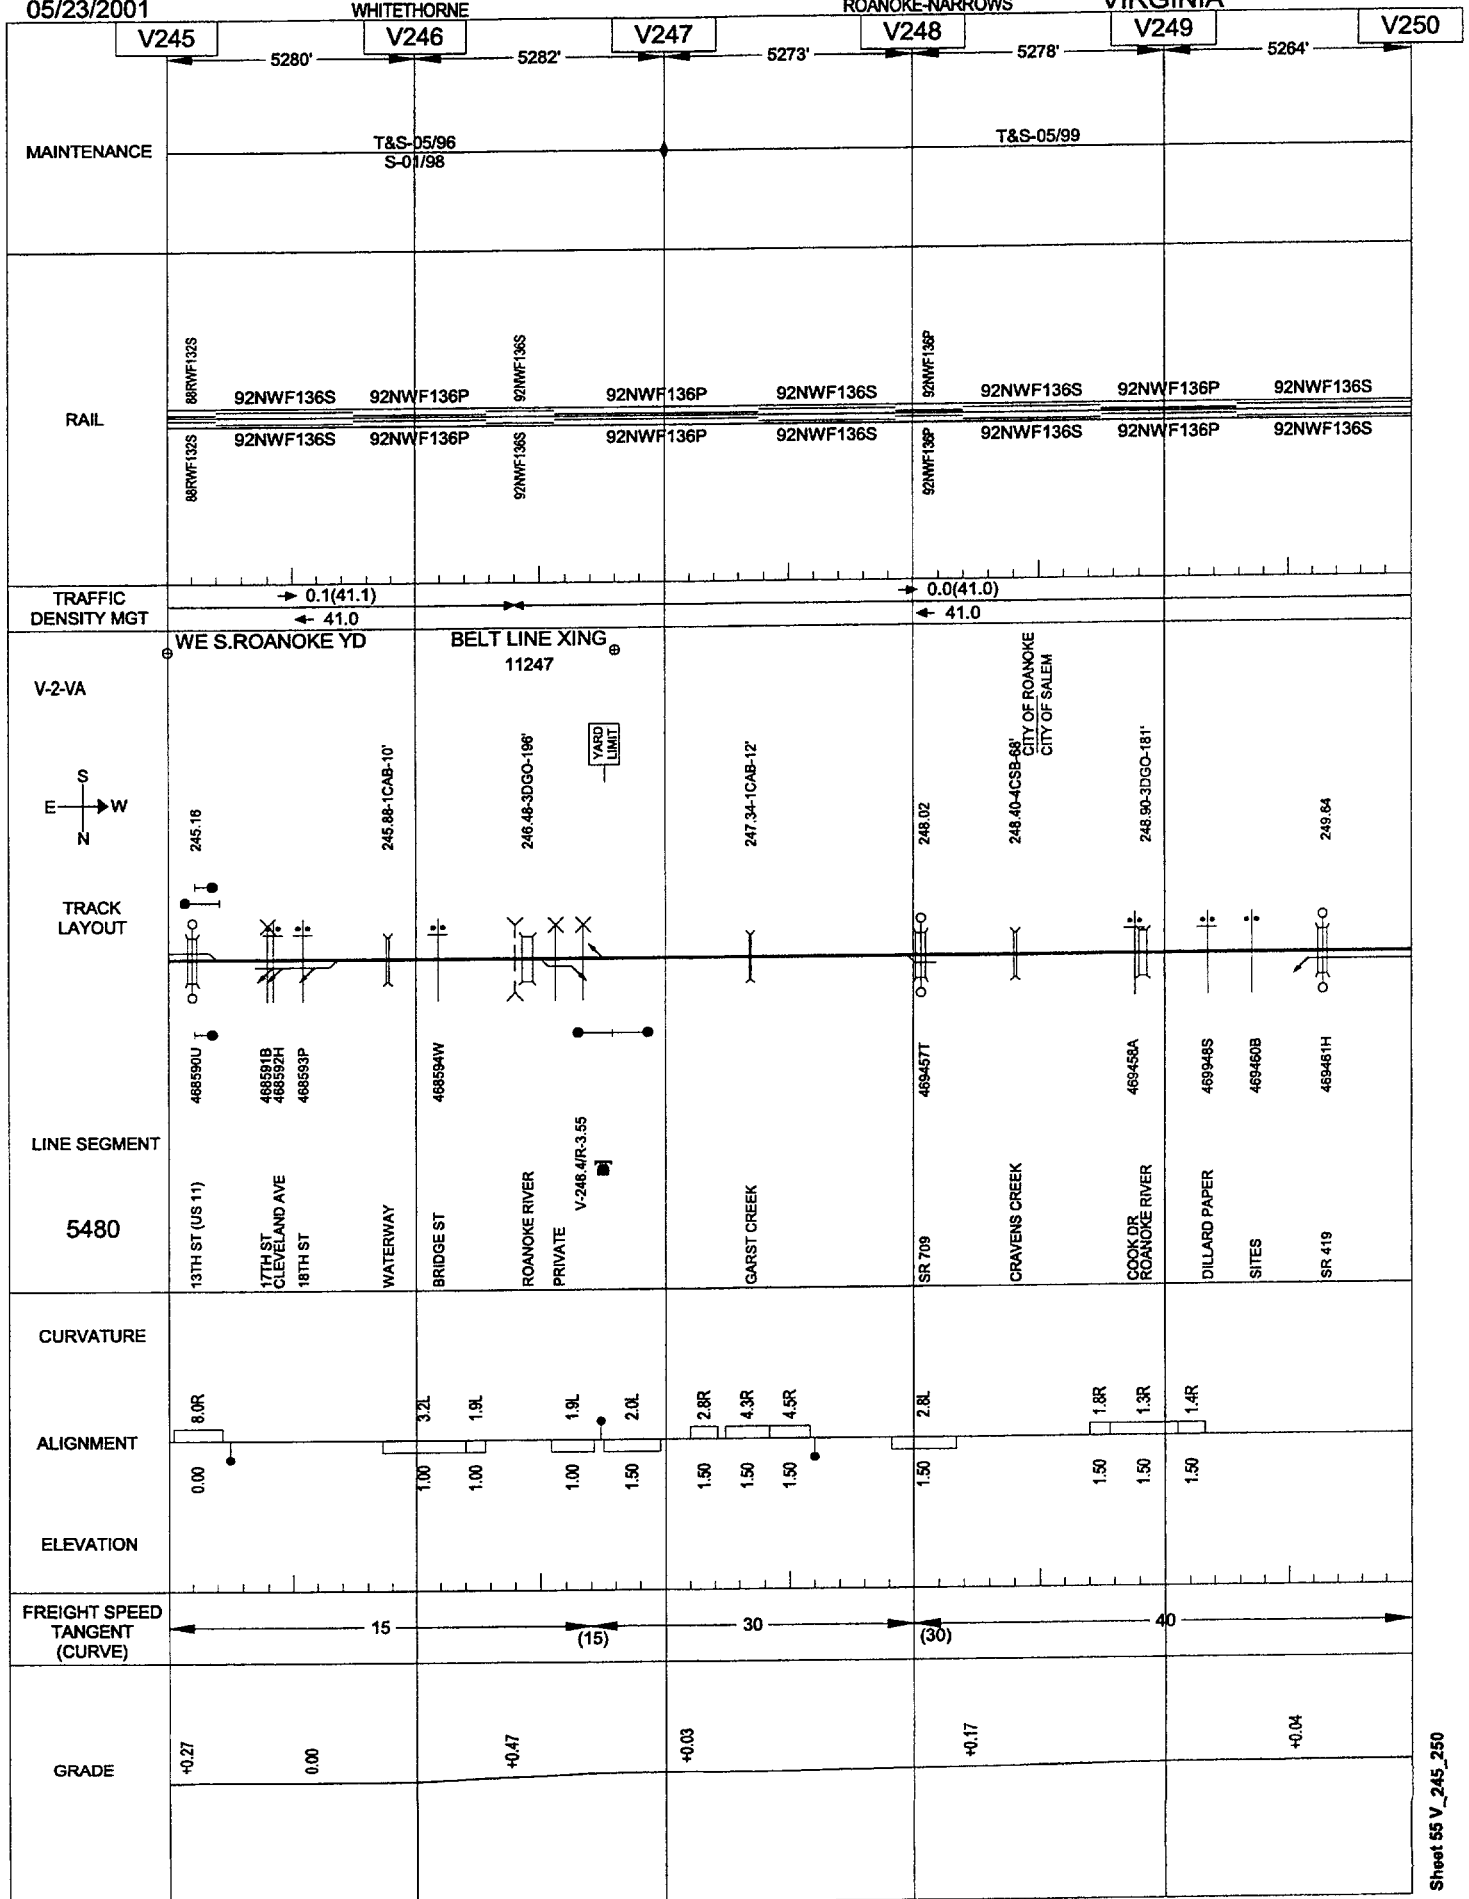 05/23/2001 WHITETHORNE ROANOKE-NARROWS VIRGINIA
V245 V246 V247 V248 V249 V250
5280' 5282' 5273' 5278' 5264'
MAINTENANCE
T&S-05/96
S-01/98
T&S-05/99
RAIL
88RWF132S 92NWF136S 92NWF136P 92NWF136S 92NWF136P 92NWF136S 92NWF136P 92NWF136S 92NWF136P 92NWF136S
88RWF132S 92NWF136S 92NWF136P 92NWF136S 92NWF136P 92NWF136S 92NWF136P 92NWF136S 92NWF136P 92NWF136S
TRAFFIC
DENSITY MGT
0.1(41.1) 0.0(41.0)
41.0 41.0
WE S.ROANOKE YD BELT LINE XING
11247
V-2-VA
S
E W
N
YARD
LIMIT
CITY OF ROANOKE
CITY OF SALEM
245.16 245.88-1CAB-10' 246.48-3DGO-196' 247.34-1CAB-12' 248.02 248.40-4CSB-68' 248.90-3DGO-181' 249.64
TRACK
LAYOUT
468590U 468591B 468592H 468593P 468594W 469457T 469458A 469948S 469460B 469461H
LINE SEGMENT
V-246.4/R-3.55
5480
13TH ST (US 11)
17TH ST
CLEVELAND AVE
18TH ST
WATERWAY
BRIDGE ST
ROANOKE RIVER
PRIVATE
GARST CREEK
SR 709
CRAVENS CREEK
COOK DR
ROANOKE RIVER
DILLARD PAPER
SITES
SR 419
CURVATURE
8.0R 3.2L 1.9L 1.9L 2.0L 2.8R 4.3R 4.5R 2.8L 1.8R 1.3R 1.4R
ALIGNMENT
0.00 1.00 1.00 1.00 1.50 1.50 1.50 1.50 1.50 1.50 1.50 1.50
ELEVATION
FREIGHT SPEED
TANGENT
(CURVE)
15 (15) 30 (30) 40
GRADE
+0.27 0.00 +0.47 +0.03 +0.17 +0.04
Sheet 55 V_245_250